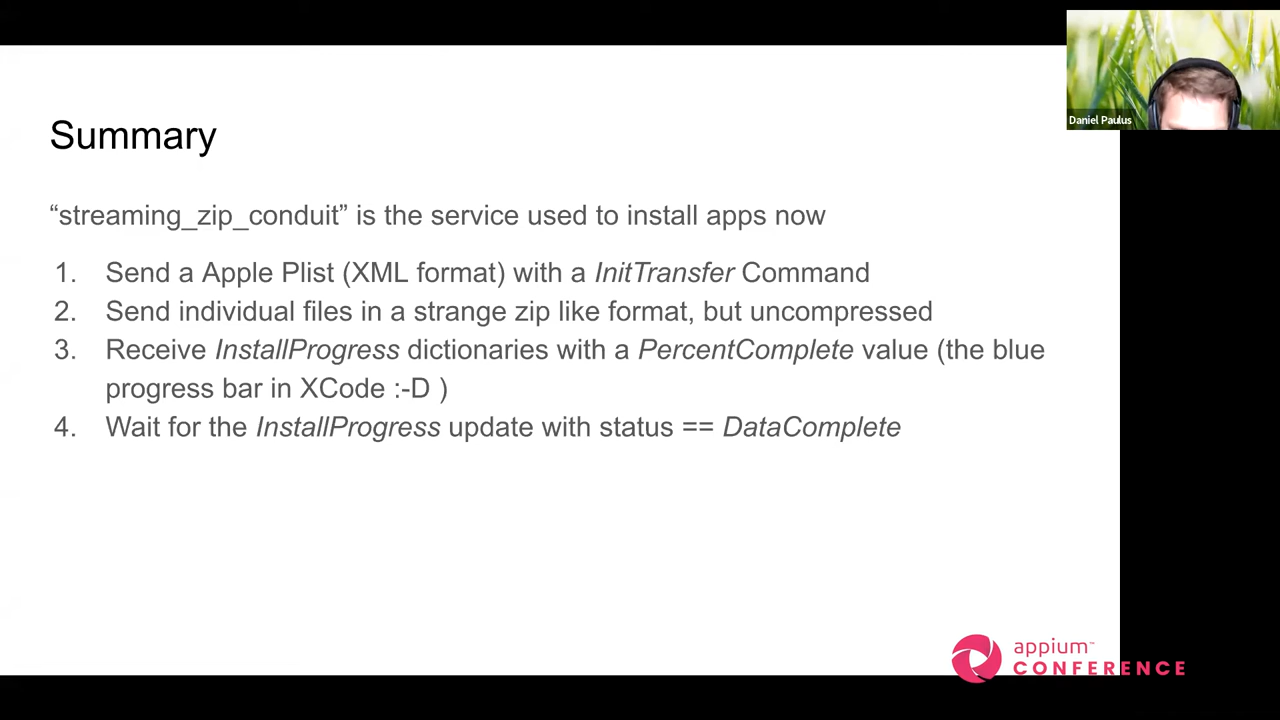 Daniel Paulus
Summary
“streaming_zip_conduit” is the service used to install apps now
1. Send a Apple Plist (XML format) with a InitTransfer Command
2. Send individual files in a strange zip like format, but uncompressed
3. Receive InstallProgress dictionaries with a PercentComplete value (the blue
progress bar in XCode :-D )
4. Wait for the InstallProgress update with status == DataComplete
appium™
CONFERENCE